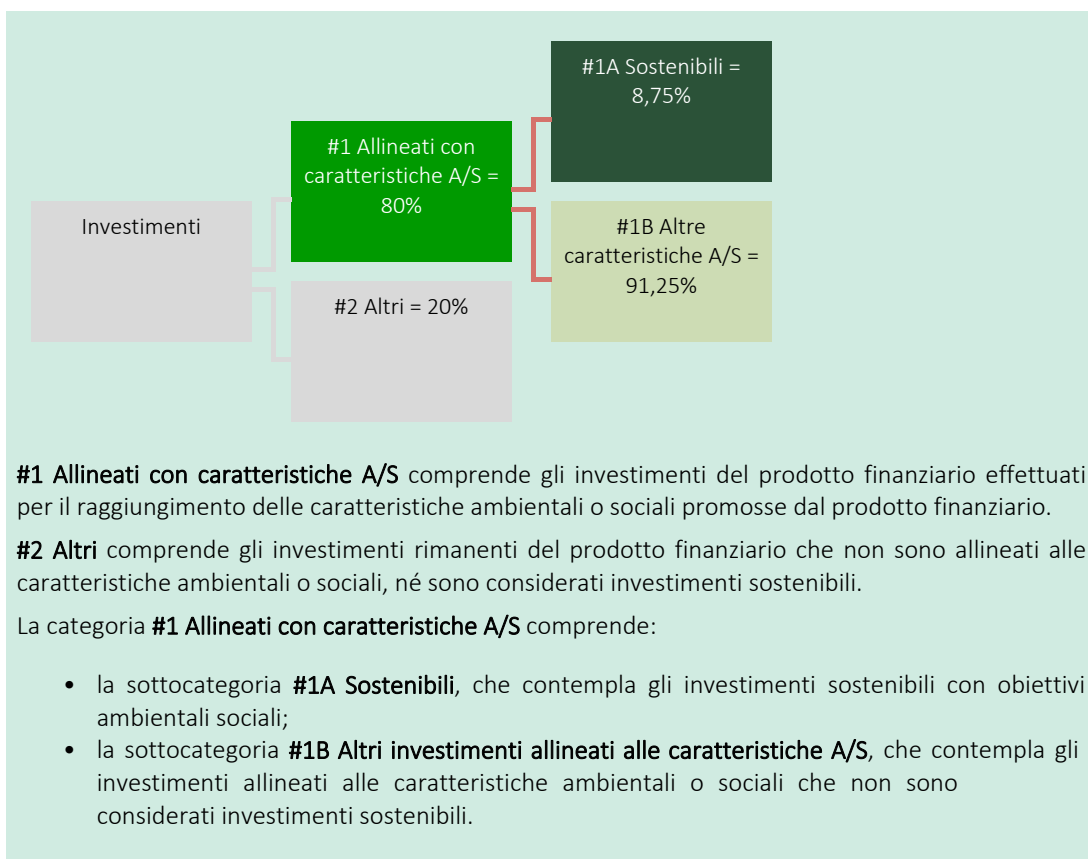 #1A Sostenibili =
8,75%
#1 Allineati con
caratteristiche A/S =
80%
Investimenti
#1B Altre
caratteristiche A/S =
91,25%
#2 Altri = 20%
#1 Allineati con caratteristiche A/S comprende gli investimenti del prodotto finanziario effettuati
per il raggiungimento delle caratteristiche ambientali o sociali promosse dal prodotto finanziario.
#2 Altri comprende gli investimenti rimanenti del prodotto finanziario che non sono allineati alle
caratteristiche ambientali o sociali, né sono considerati investimenti sostenibili.
La categoria #1 Allineati con caratteristiche A/S comprende:
• la sottocategoria #1A Sostenibili, che contempla gli investimenti sostenibili con obiettivi
ambientali sociali;
• la sottocategoria #1B Altri investimenti allineati alle caratteristiche A/S, che contempla gli
investimenti allineati alle caratteristiche ambientali o sociali che non sono
considerati investimenti sostenibili.